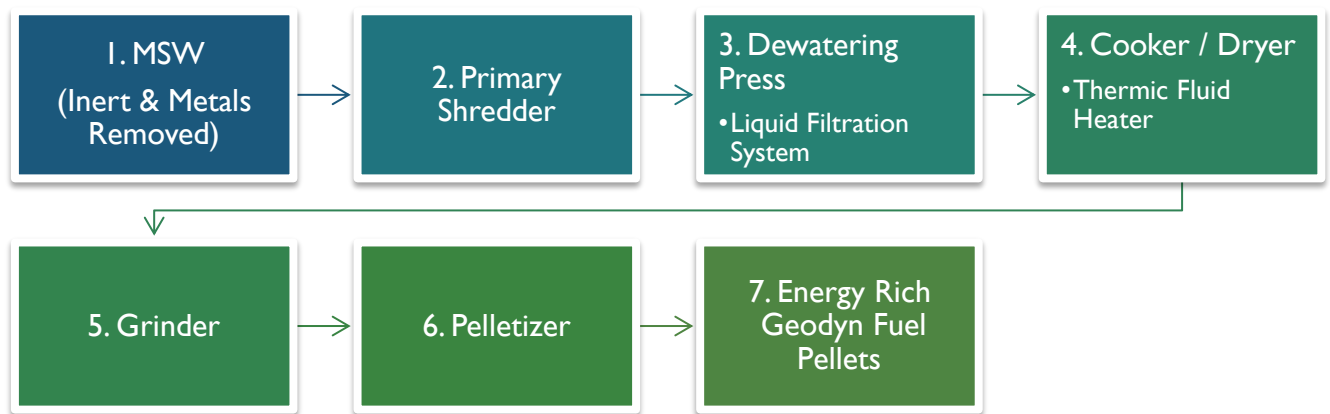 1. MSW
(Inert & Metals
Removed)
2. Primary
Shredder
3. Dewatering
Press
•Liquid Filtration
System
4. Cooker / Dryer
•Thermic Fluid
Heater
5. Grinder
6. Pelletizer
7. Energy Rich
Geodyn Fuel
Pellets